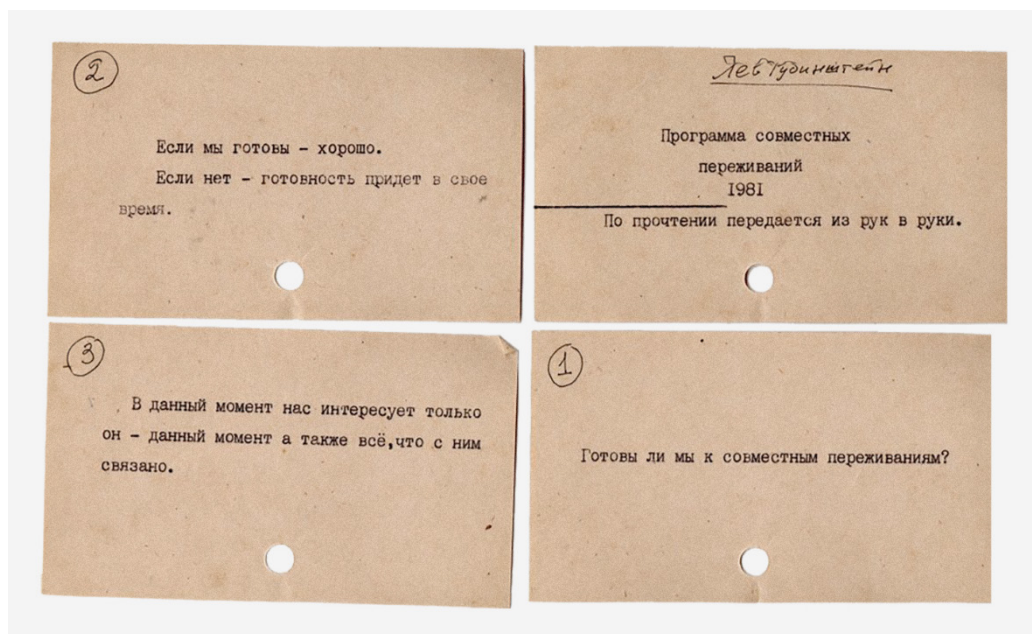 2
Если мы готовы – хорошо.
Если нет – готовность придет в свое
время.
Лев Рубинштейн
Программа совместных
переживаний
1981
По прочтении передается из рук в руки.
3
В данный момент нас интересует только
он – данный момент а также всё,что с ним
связано.
1
Готовы ли мы к совместным переживаниям?